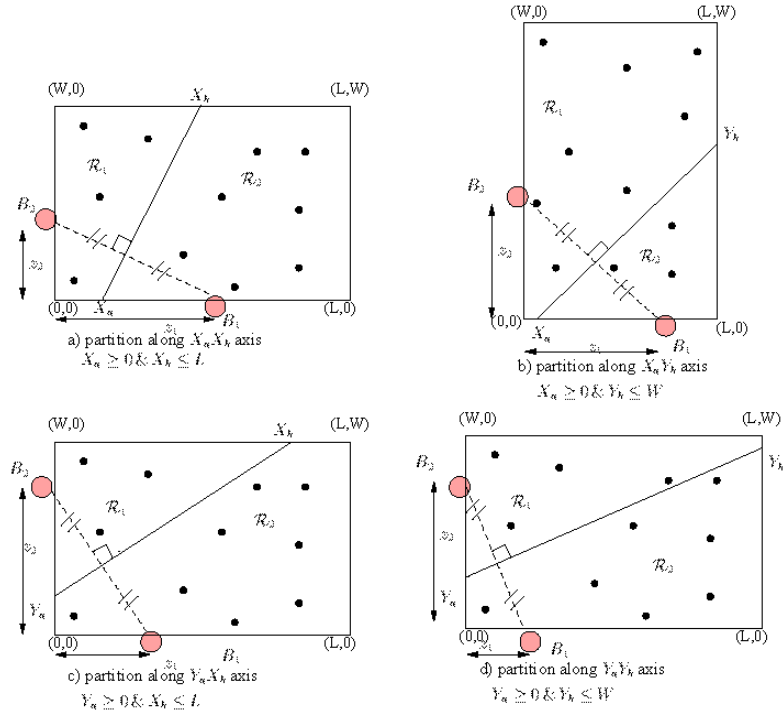 (W,0)
X_h
(L,W)
R_1
R_2
B_2
z_2
(0,0)
X_a
z_1
B_1
(L,0)
a) partition along X_aX_h axis
X_a ≥ 0 & X_h ≤ L
(W,0)
(L,W)
R_1
Y_h
B_2
z_2
R_2
(0,0)
X_a
(L,0)
z_1
B_1
b) partition along X_aY_h axis
X_a ≥ 0 & Y_h ≤ W
(W,0)
X_h
(L,W)
B_2
R_1
R_2
z_2
Y_a
(0,0)
(L,0)
z_1
B_1
c) partition along Y_aX_h axis
Y_a ≥ 0 & X_h ≤ L
(W,0)
(L,W)
Y_h
B_2
R_1
z_2
R_2
Y_a
(0,0)
(L,0)
z_1
B_1
d) partition along Y_aY_h axis
Y_a ≥ 0 & Y_h ≤ W